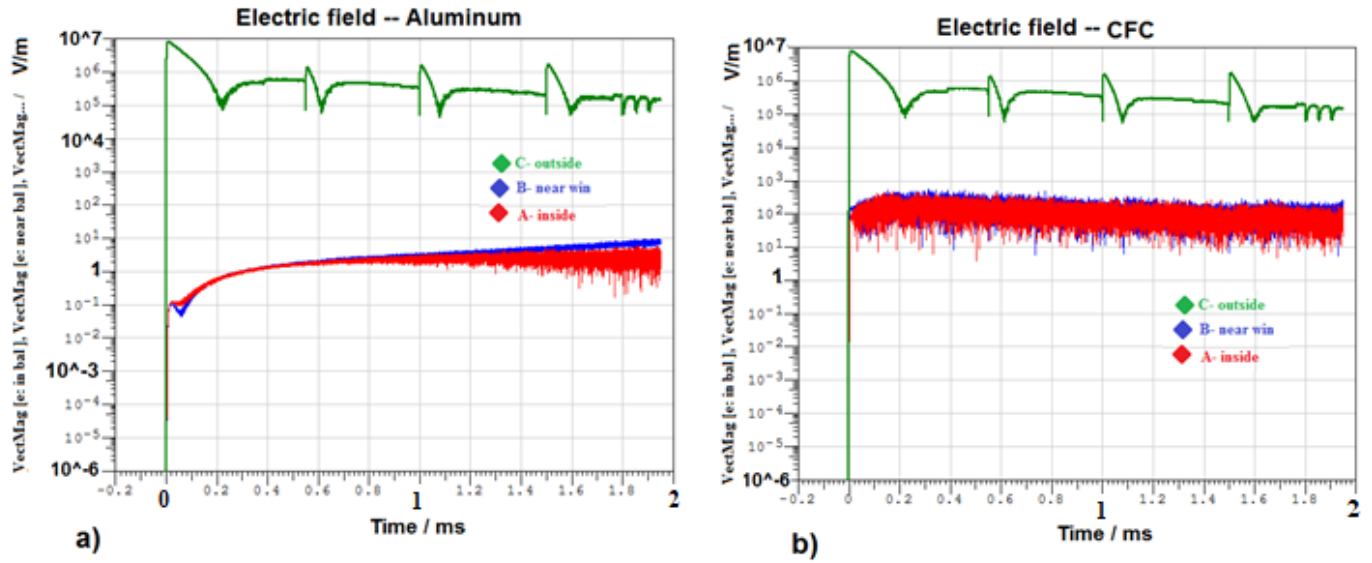 Electric field -- Aluminum
VectMag [e: in bal ], VectMag [e: near bal ], VectMag... / V/m
10^7
10^6
10^5
10^4
10^3
10^2
10^1
1
10^-1
10^-2
10^-3
10^-4
10^-5
10^-6
C- outside
B- near win
A- inside
-0.2 0 0.2 0.4 0.6 0.8 1 1.2 1.4 1.6 1.8 2
Time / ms
a)
Electric field -- CFC
VectMag [e: in bal ], VectMag [e: near bal ], VectMag... / V/m
10^7
10^6
10^5
10^4
10^3
10^2
10^1
1
10^-1
10^-2
10^-3
10^-4
10^-5
10^-6
C- outside
B- near win
A- inside
-0.2 0 0.2 0.4 0.6 0.8 1 1.2 1.4 1.6 1.8 2
Time / ms
b)